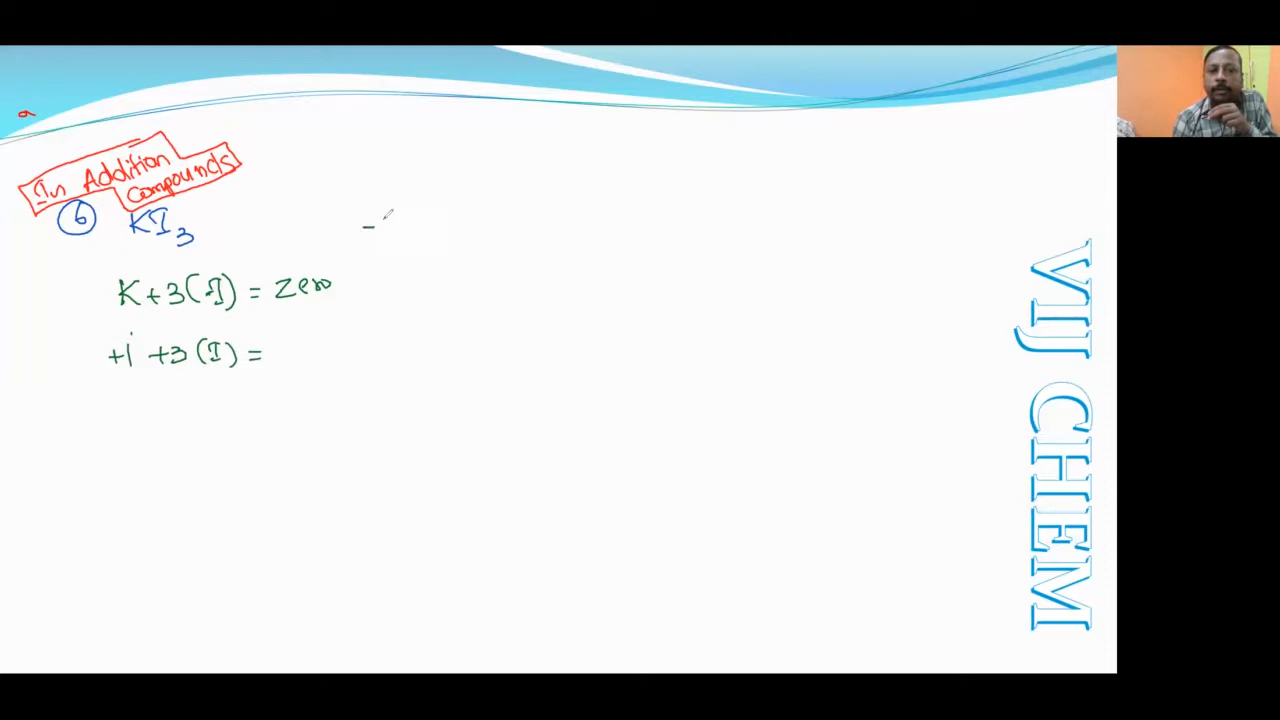 In Addition
Compounds
6 KI3
K+3(I) = Zero
+1 +3(I) =
VIJ CHEM